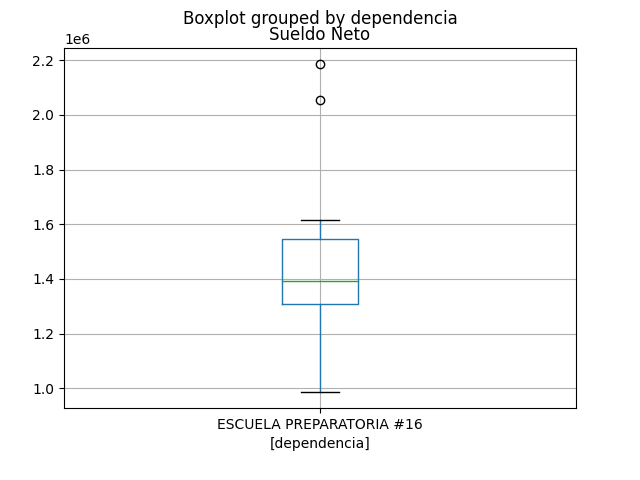 Boxplot grouped by dependencia
Sueldo Neto
1e6
2.2
2.0
1.8
1.6
1.4
1.2
1.0
ESCUELA PREPARATORIA #16
[dependencia]